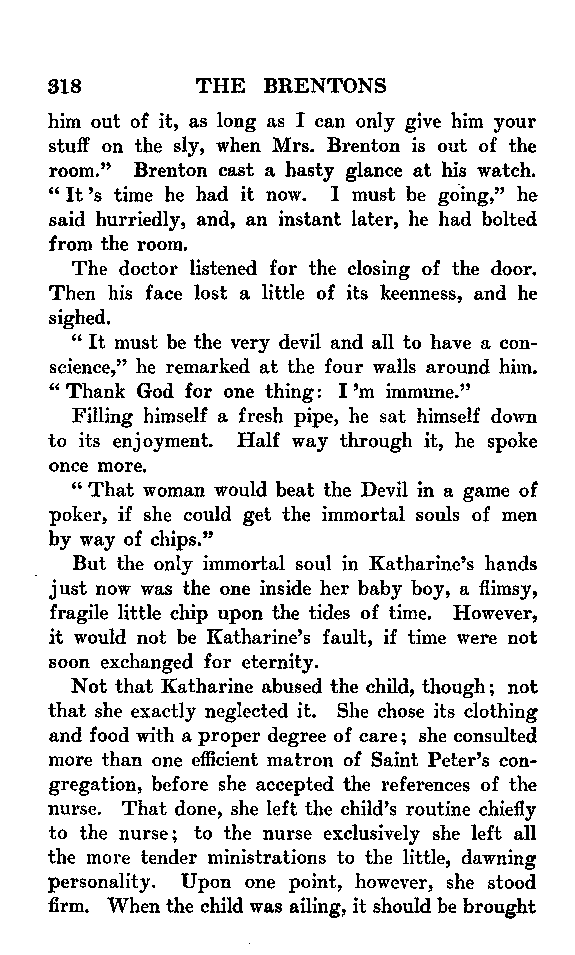 318 THE BRENTONS
him out of it, as long as I can only give him your
stuff on the sly, when Mrs. Brenton is out of the
room." Brenton cast a hasty glance at his watch.
"It 's time he had it now. I must be going," he
said hurriedly, and, an instant later, he had bolted
from the room.
The doctor listened for the closing of the door.
Then his face lost a little of its keenness, and he
sighed.
"It must be the very devil and all to have a con-
science," he remarked at the four walls around him.
"Thank God for one thing: I 'm immune."
Filling himself a fresh pipe, he sat himself down
to its enjoyment. Half way through it, he spoke
once more.
"That woman would beat the Devil in a game of
poker, if she could get the immortal souls of men
by way of chips."
But the only immortal soul in Katharine's hands
just now was the one inside her baby boy, a flimsy,
fragile little chip upon the tides of time. However,
it would not be Katharine's fault, if time were not
soon exchanged for eternity.
Not that Katharine abused the child, though; not
that she exactly neglected it. She chose its clothing
and food with a proper degree of care; she consulted
more than one efficient matron of Saint Peter's con-
gregation, before she accepted the references of the
nurse. That done, she left the child's routine chiefly
to the nurse; to the nurse exclusively she left all
the more tender ministrations to the little, dawning
personality. Upon one point, however, she stood
firm. When the child was ailing, it should be brought